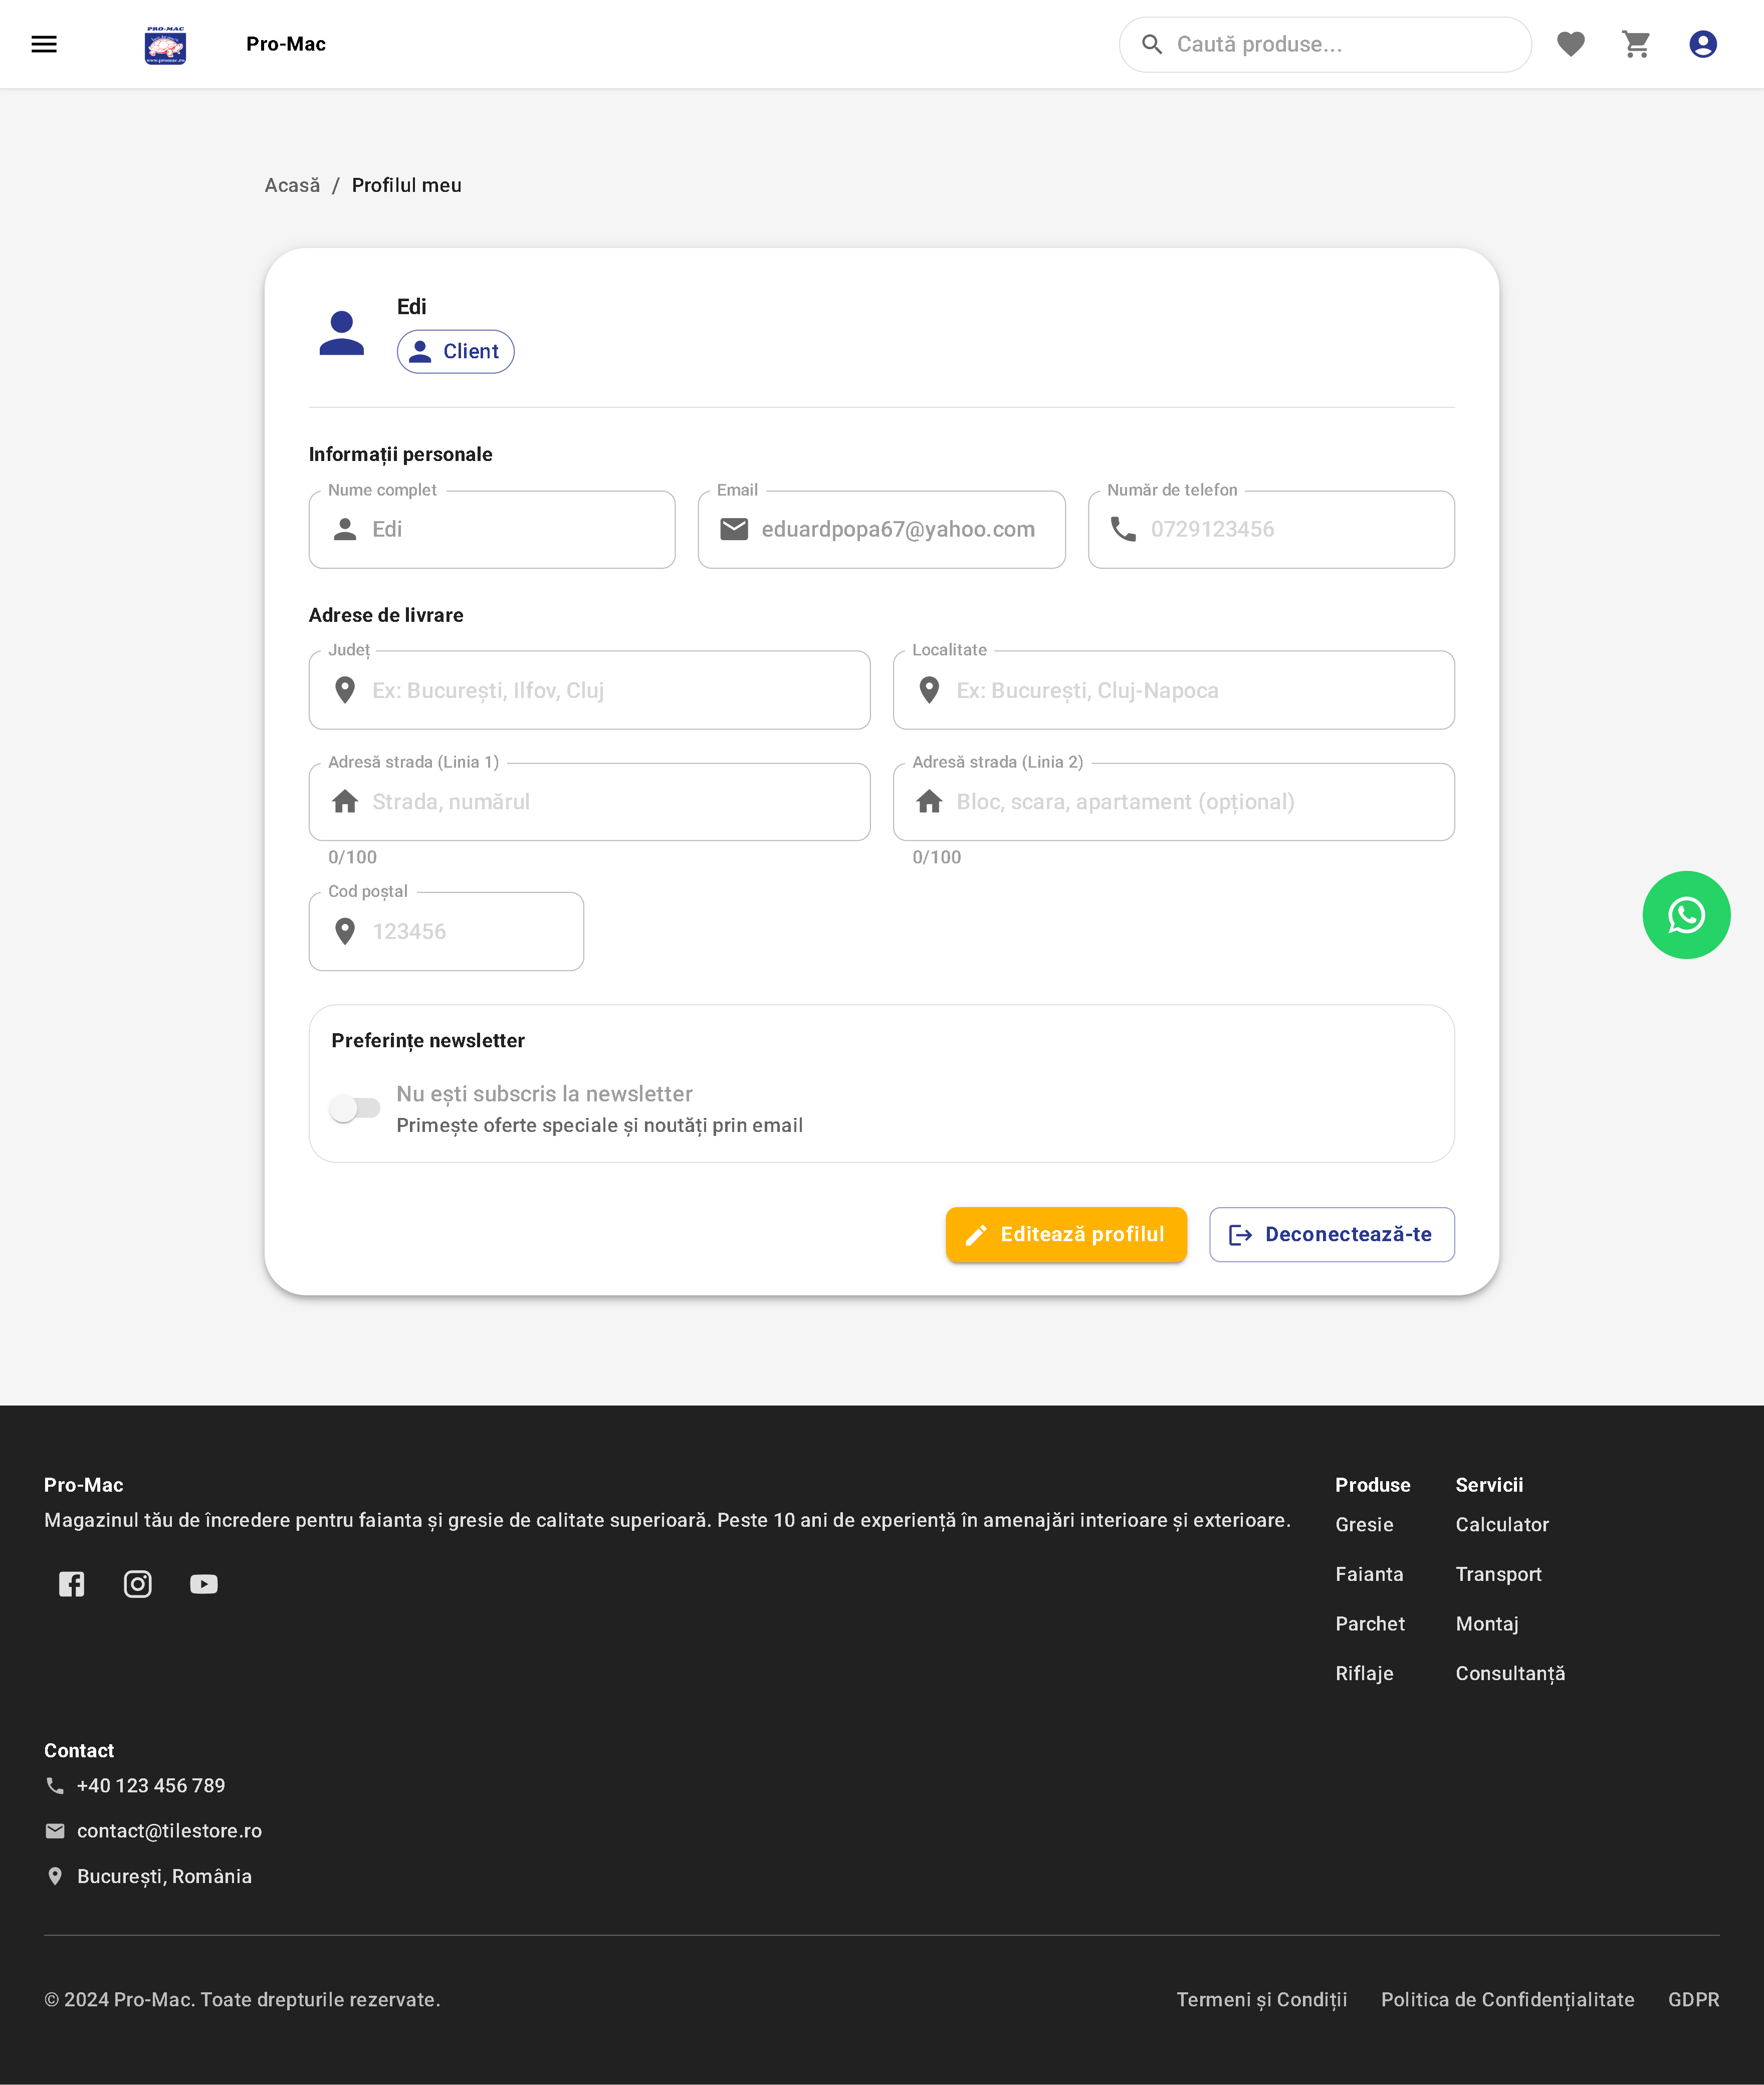 PRO-MAC
www.promac.ro
Pro-Mac
Caută produse...
Acasă / Profilul meu
Edi
Client
Informații personale
Nume complet
Edi
Email
eduardpopa67@yahoo.com
Număr de telefon
0729123456
Adrese de livrare
Județ
Ex: București, Ilfov, Cluj
Localitate
Ex: București, Cluj-Napoca
Adresă strada (Linia 1)
Strada, numărul
0/100
Adresă strada (Linia 2)
Bloc, scara, apartament (opțional)
0/100
Cod poștal
123456
Preferințe newsletter
Nu ești subscris la newsletter
Primește oferte speciale și noutăți prin email
Editează profilul
Deconectează-te
Pro-Mac
Magazinul tău de încredere pentru faianta și gresie de calitate superioară. Peste 10 ani de experiență în amenajări interioare și exterioare.
Produse
Gresie
Faianta
Parchet
Riflaje
Servicii
Calculator
Transport
Montaj
Consultanță
Contact
+40 123 456 789
contact@tilestore.ro
București, România
© 2024 Pro-Mac. Toate drepturile rezervate.
Termeni și Condiții
Politica de Confidențialitate
GDPR